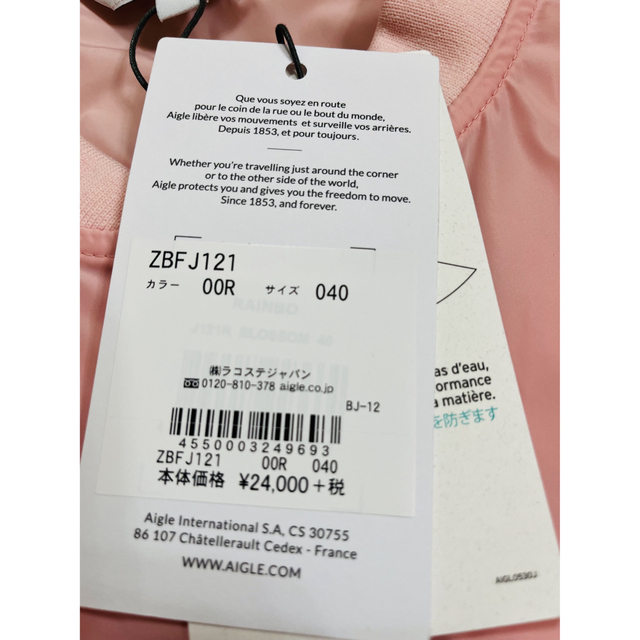 Que vous soyez en route
pour le coin de la rue ou le bout du monde,
Aigle libère vos mouvements et surveille vos arrières.
Depuis 1853, et pour toujours.
Whether you're travelling just around the corner
or to the other side of the world,
Aigle protects you and gives you the freedom to move.
Since 1853, and forever.
ZBFJ121
カラー 00R サイズ 040
㈱ラコステジャパン
0120-810-378 aigle.co.jp
BJ-12
4550003249693
ZBFJ121 00R 040
本体価格 ¥24,000+税
Aigle International S.A, CS 30755
86 107 Châtellerault Cedex - France
WWW.AIGLE.COM
as d'eau,
ormance
a matière.
を防ぎます
AIGL053GJ